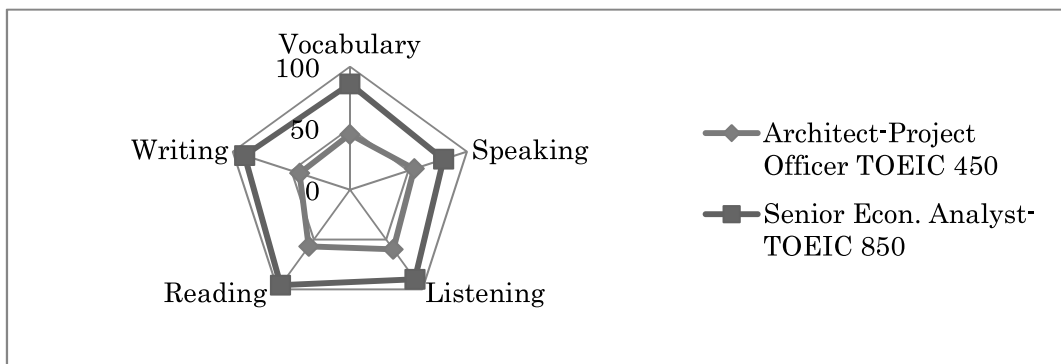 Vocabulary
100
50
0
Writing
Speaking
Reading
Listening
Architect-Project
Officer TOEIC 450
Senior Econ. Analyst-
TOEIC 850